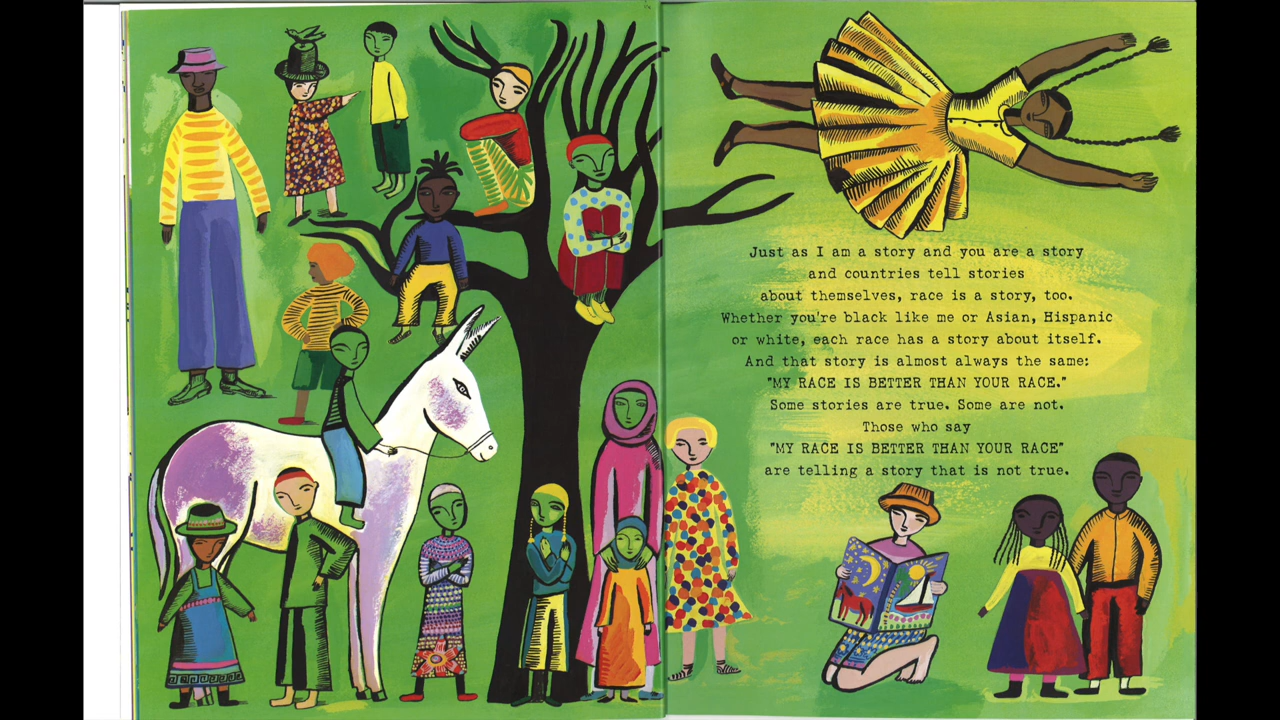 Just as I am a story and you are a story
and countries tell stories
about themselves, race is a story, too.
Whether you're black like me or Asian, Hispanic
or white, each race has a story about itself.
And that story is almost always the same:
"MY RACE IS BETTER THAN YOUR RACE."
Some stories are true. Some are not.
Those who say
"MY RACE IS BETTER THAN YOUR RACE"
are telling a story that is not true.